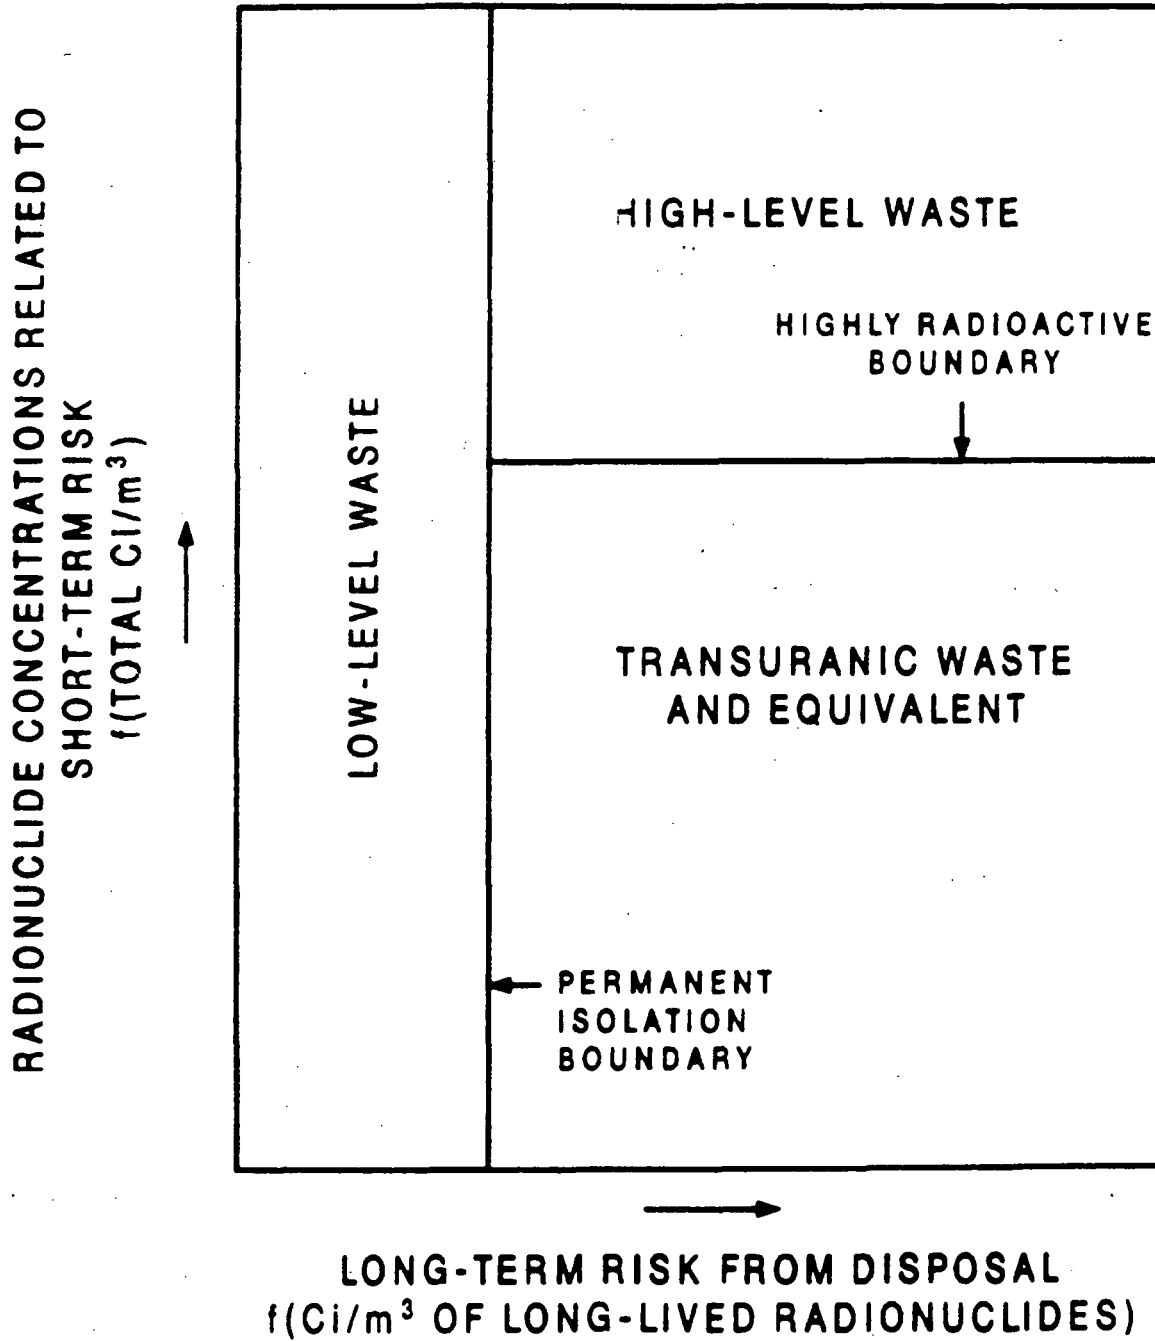 RADIONUCLIDE CONCENTRATIONS RELATED TO
SHORT-TERM RISK
f(TOTAL CI/m³)
LOW-LEVEL WASTE
HIGH-LEVEL WASTE
HIGHLY RADIOACTIVE
BOUNDARY
TRANSURANIC WASTE
AND EQUIVALENT
PERMANENT
ISOLATION
BOUNDARY
LONG-TERM RISK FROM DISPOSAL
f(Ci/m³ OF LONG-LIVED RADIONUCLIDES)